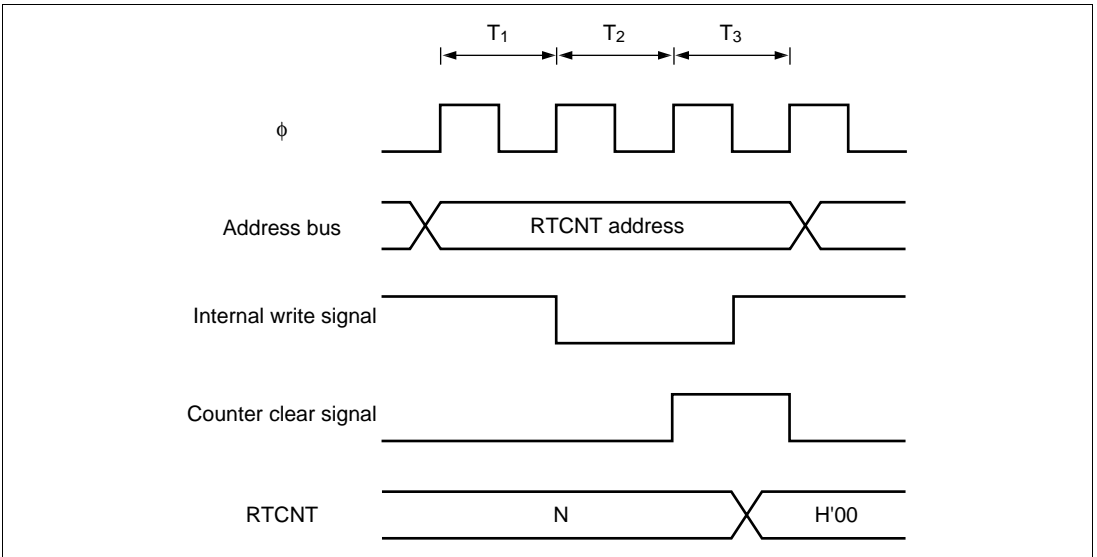 T1 T2 T3
ϕ
Address bus
RTCNT address
Internal write signal
Counter clear signal
RTCNT
N
H'00